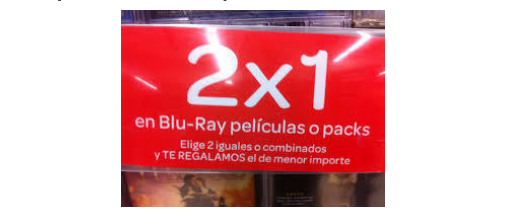 2x1
en Blu-Ray películas o packs
Elige 2 iguales o combinados
y TE REGALAMOS el de menor importe